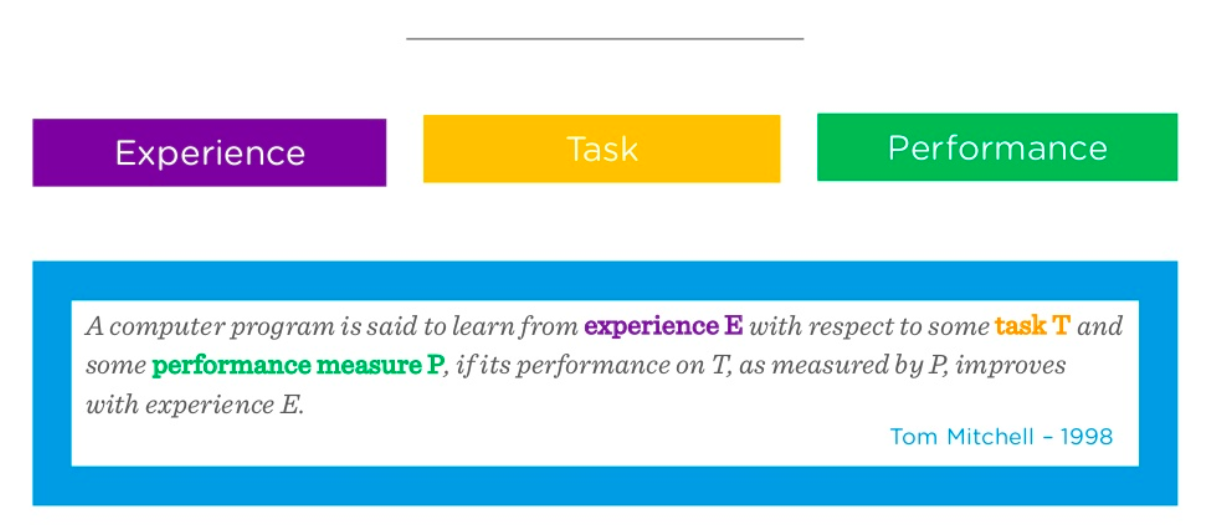 Experience
Task
Performance
A computer program is said to learn from experience E with respect to some task T and
some performance measure P, if its performance on T, as measured by P, improves
with experience E.
Tom Mitchell – 1998